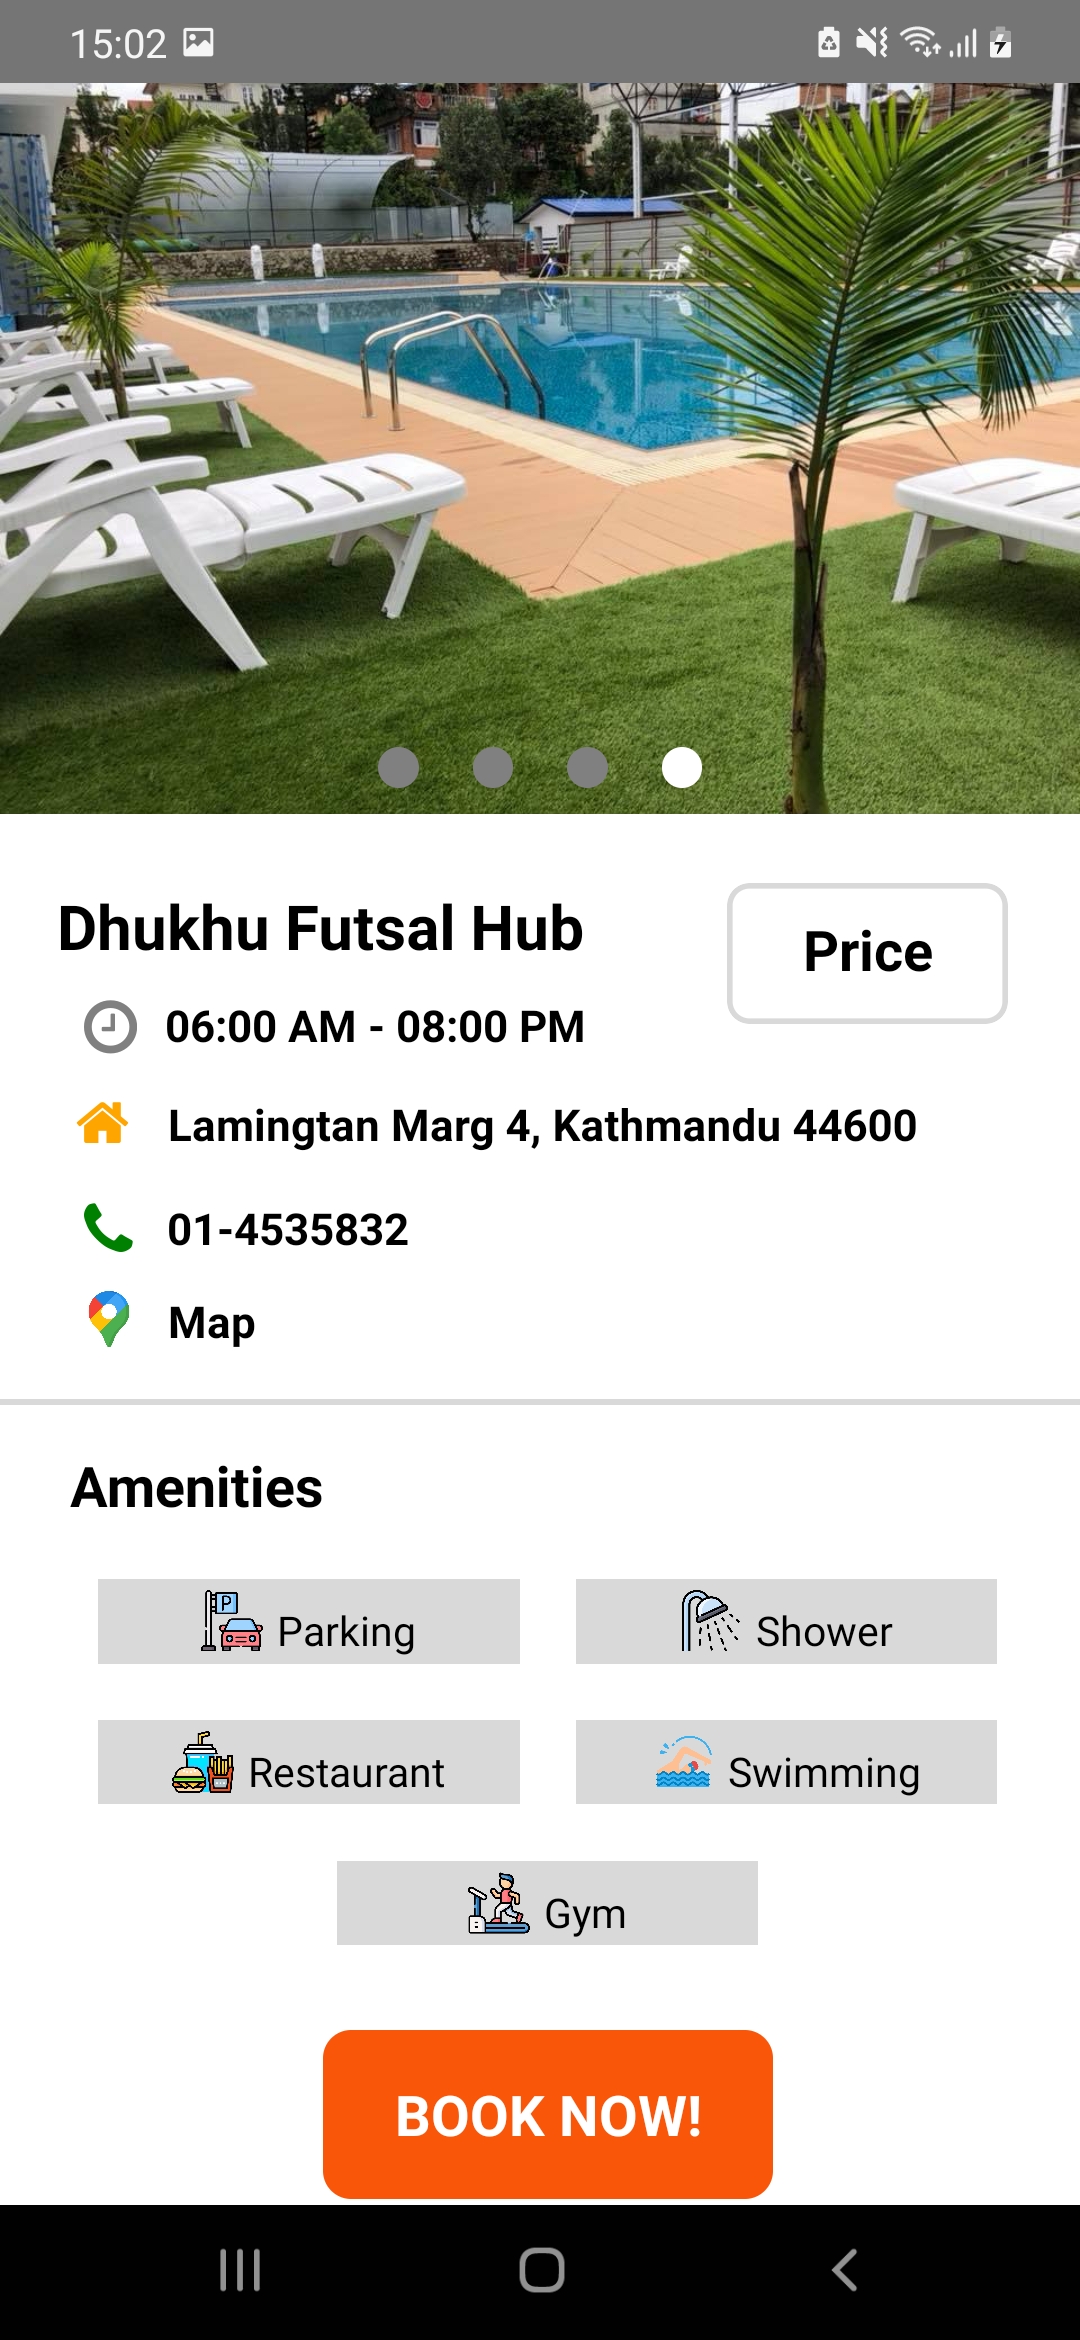 15:02
Dhukhu Futsal Hub
Price
06:00 AM - 08:00 PM
Lamingtan Marg 4, Kathmandu 44600
01-4535832
Map
Amenities
P Parking
Shower
Restaurant
Swimming
Gym
BOOK NOW!